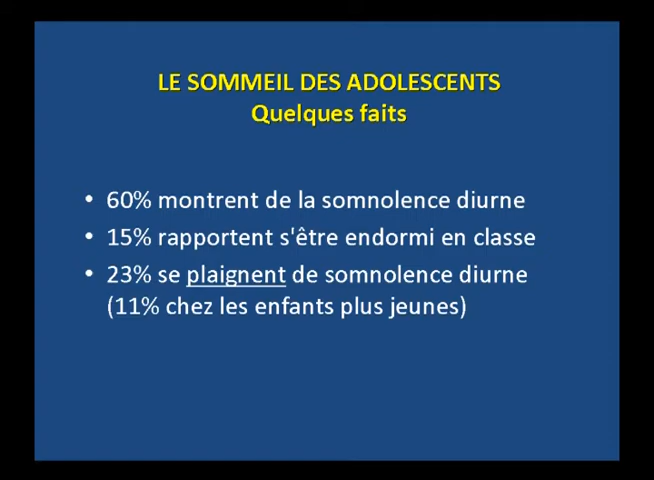 LE SOMMEIL DES ADOLESCENTS
Quelques faits
• 60% montrent de la somnolence diurne
• 15% rapportent s'être endormi en classe
• 23% se plaignent de somnolence diurne
(11% chez les enfants plus jeunes)